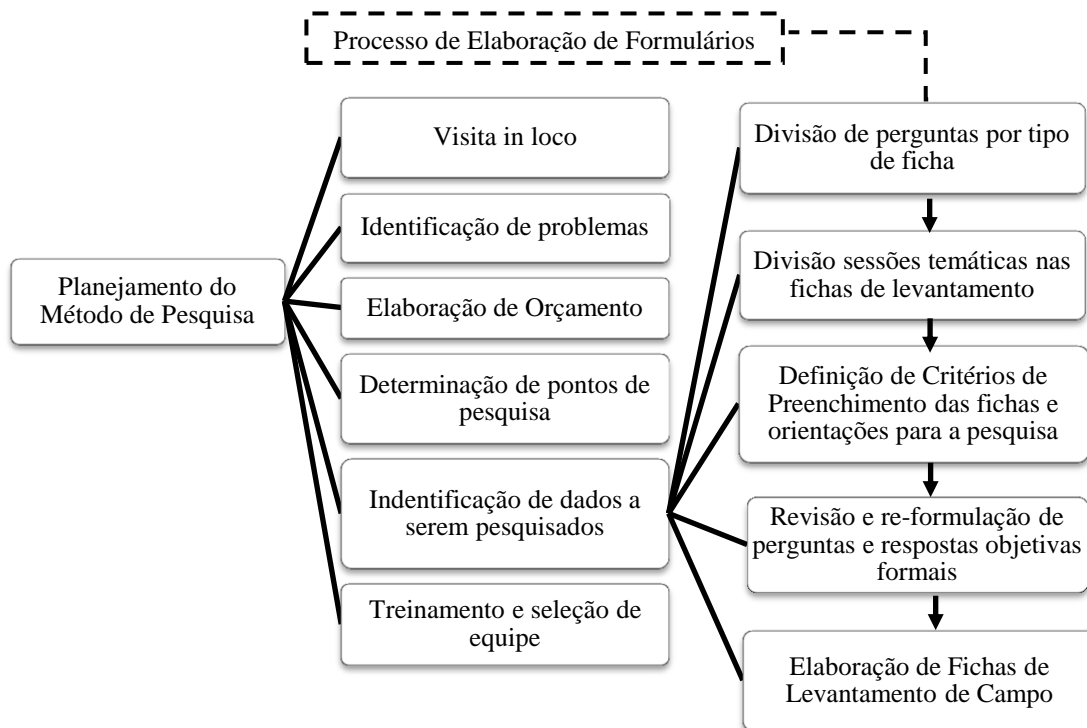 Processo de Elaboração de Formulários
Planejamento do
Método de Pesquisa
Visita in loco
Identificação de problemas
Elaboração de Orçamento
Determinação de pontos de
pesquisa
Indentificação de dados a
serem pesquisados
Treinamento e seleção de
equipe
Divisão de perguntas por tipo
de ficha
Divisão sessões temáticas nas
fichas de levantamento
Definição de Critérios de
Preenchimento das fichas e
orientações para a pesquisa
Revisão e re-formulação de
perguntas e respostas objetivas
formais
Elaboração de Fichas de
Levantamento de Campo